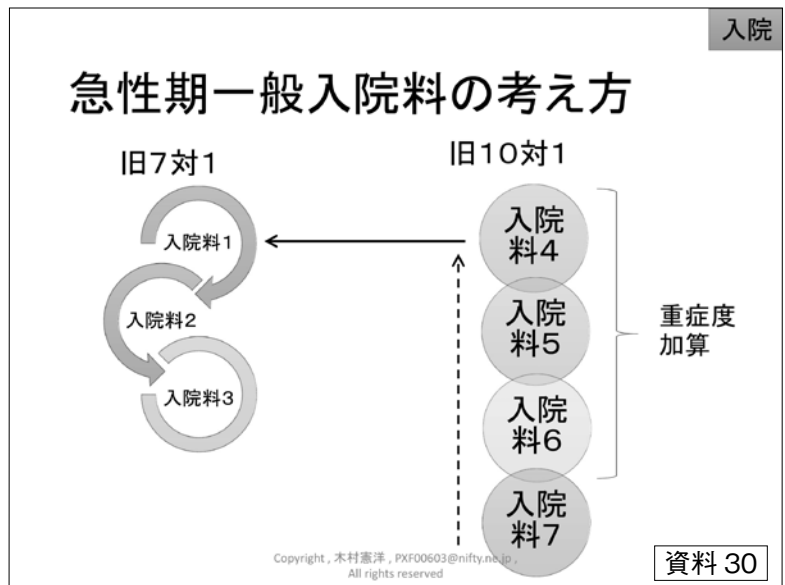 入院
急性期一般入院料の考え方
旧7対1
旧10対1
入院料1
入院料2
入院料3
入院
料4
入院
料5
入院
料6
入院
料7
重症度
加算
Copyright , 木村憲洋 , PXF00603@nifty.ne.jp ,
All rights reserved
資料 30